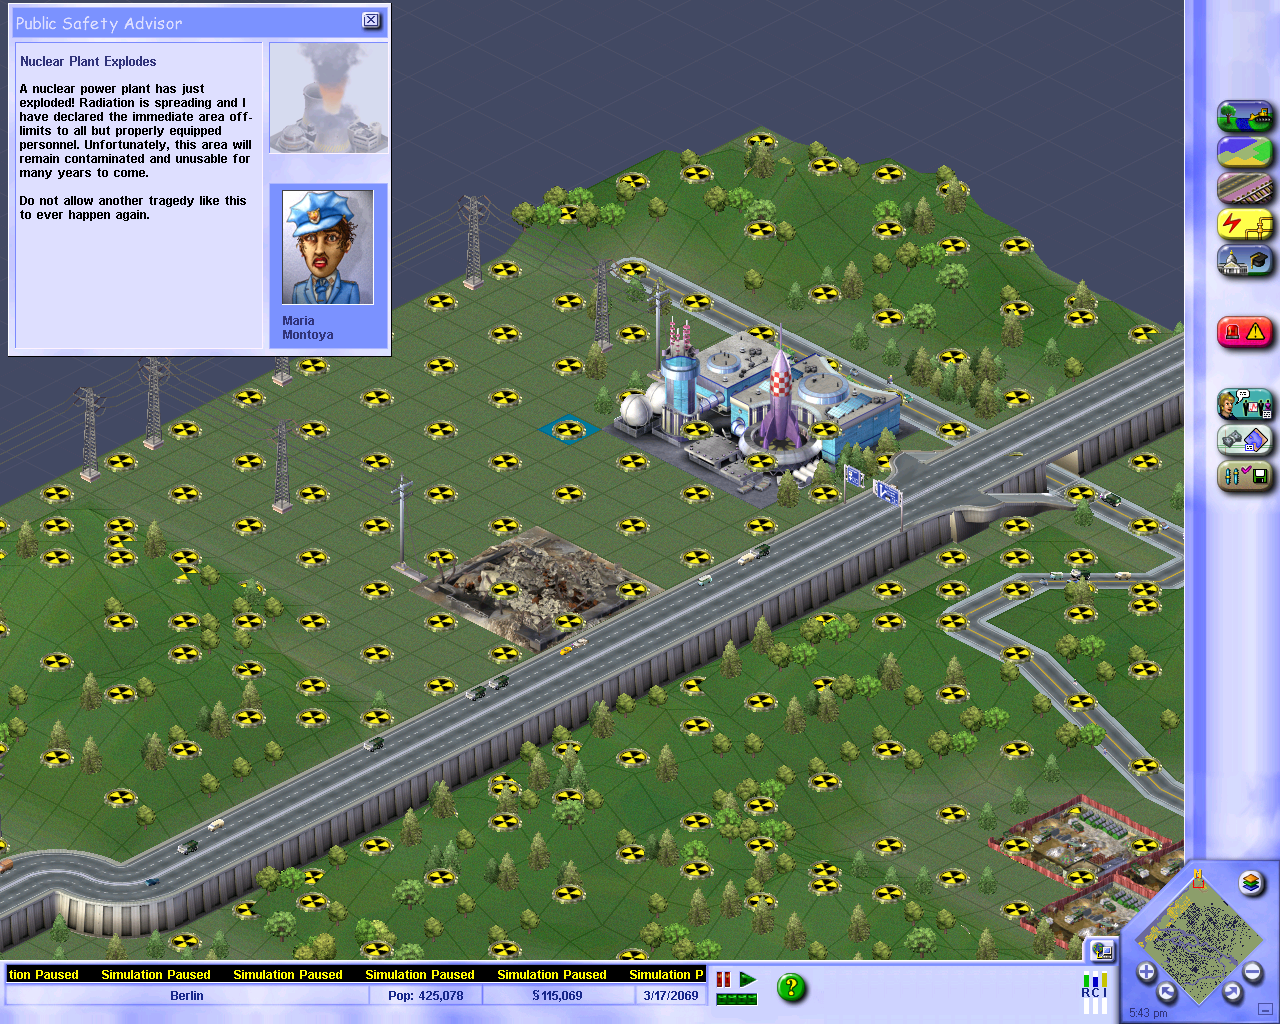 Public Safety Advisor
Nuclear Plant Explodes
A nuclear power plant has just
exploded! Radiation is spreading and I
have declared the immediate area off-
limits to all but properly equipped
personnel. Unfortunately, this area will
remain contaminated and unusable for
many years to come.
Do not allow another tragedy like this
to ever happen again.
Maria
Montoya
N
tion Paused Simulation Paused Simulation Paused Simulation Paused Simulation Paused Simulation P
Berlin Pop: 425,078 §115,069 3/17/2069
?
R C I
5:43 pm